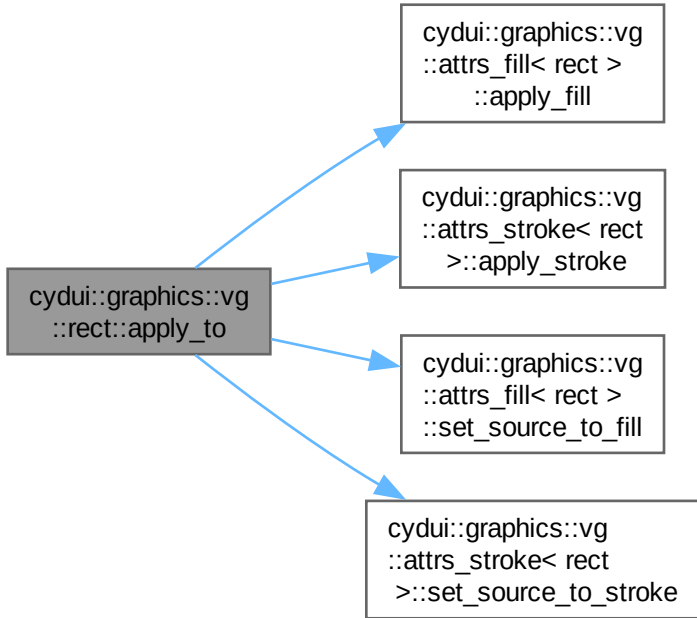 cydui::graphics::vg
::attrs_fill< rect >
::apply_fill
cydui::graphics::vg
::attrs_stroke< rect
>::apply_stroke
cydui::graphics::vg
::rect::apply_to
cydui::graphics::vg
::attrs_fill< rect >
::set_source_to_fill
cydui::graphics::vg
::attrs_stroke< rect
>::set_source_to_stroke